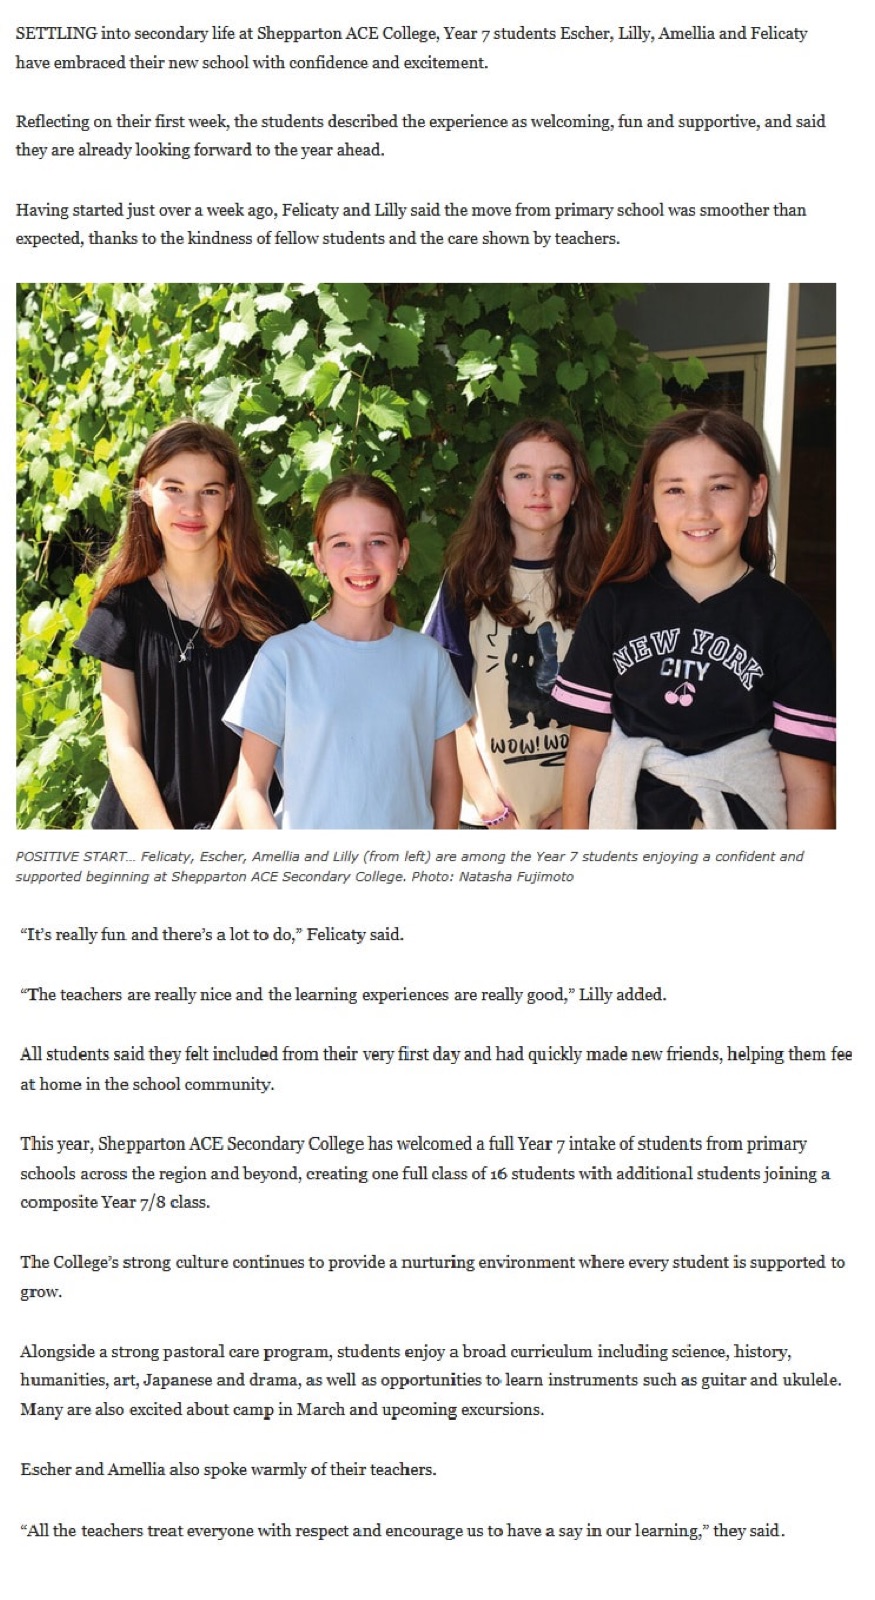 SETTLING into secondary life at Shepparton ACE College, Year 7 students Escher, Lilly, Amellia and Felicaty
have embraced their new school with confidence and excitement.
Reflecting on their first week, the students described the experience as welcoming, fun and supportive, and said
they are already looking forward to the year ahead.
Having started just over a week ago, Felicaty and Lilly said the move from primary school was smoother than
expected, thanks to the kindness of fellow students and the care shown by teachers.
NEW YORK
CITY
WOW! WO
POSITIVE START… Felicaty, Escher, Amellia and Lilly (from left) are among the Year 7 students enjoying a confident and
supported beginning at Shepparton ACE Secondary College. Photo: Natasha Fujimoto
“It’s really fun and there’s a lot to do,” Felicaty said.
“The teachers are really nice and the learning experiences are really good,” Lilly added.
All students said they felt included from their very first day and had quickly made new friends, helping them fee
at home in the school community.
This year, Shepparton ACE Secondary College has welcomed a full Year 7 intake of students from primary
schools across the region and beyond, creating one full class of 16 students with additional students joining a
composite Year 7/8 class.
The College’s strong culture continues to provide a nurturing environment where every student is supported to
grow.
Alongside a strong pastoral care program, students enjoy a broad curriculum including science, history,
humanities, art, Japanese and drama, as well as opportunities to learn instruments such as guitar and ukulele.
Many are also excited about camp in March and upcoming excursions.
Escher and Amellia also spoke warmly of their teachers.
“All the teachers treat everyone with respect and encourage us to have a say in our learning,” they said.